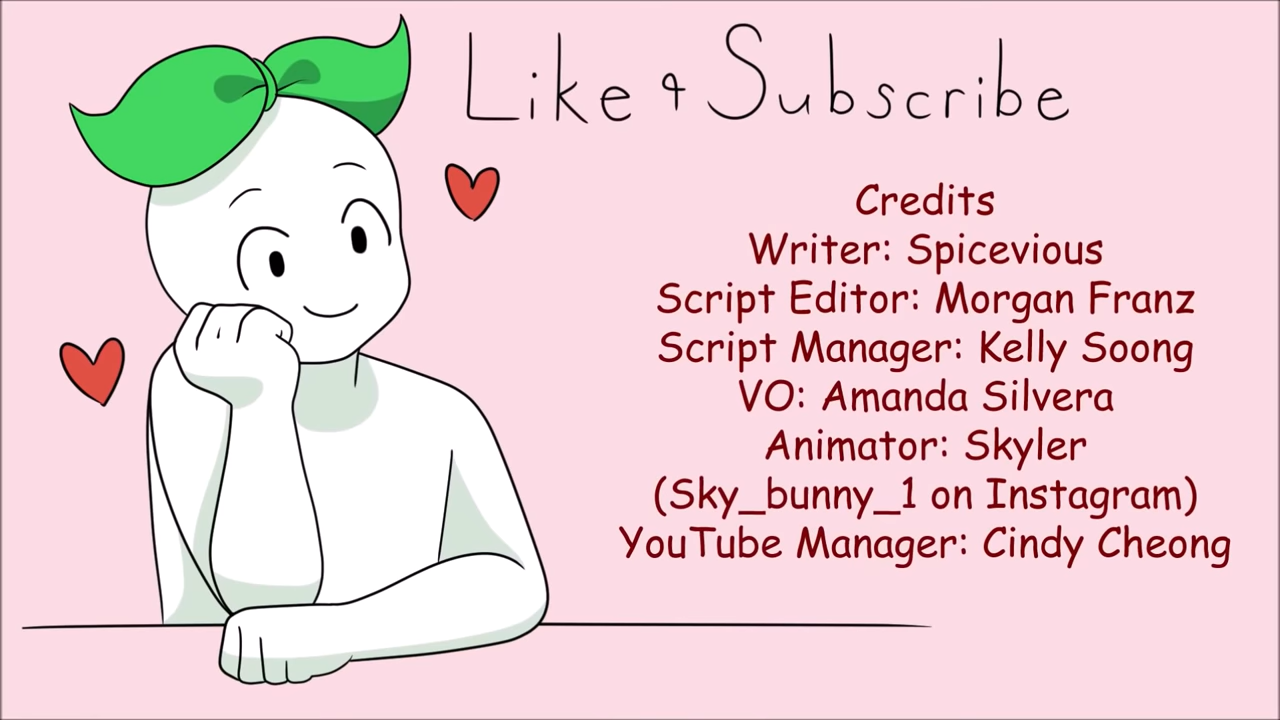 Like & Subscribe
Credits
Writer: Spicevious
Script Editor: Morgan Franz
Script Manager: Kelly Soong
VO: Amanda Silvera
Animator: Skyler
(Sky_bunny_1 on Instagram)
YouTube Manager: Cindy Cheong